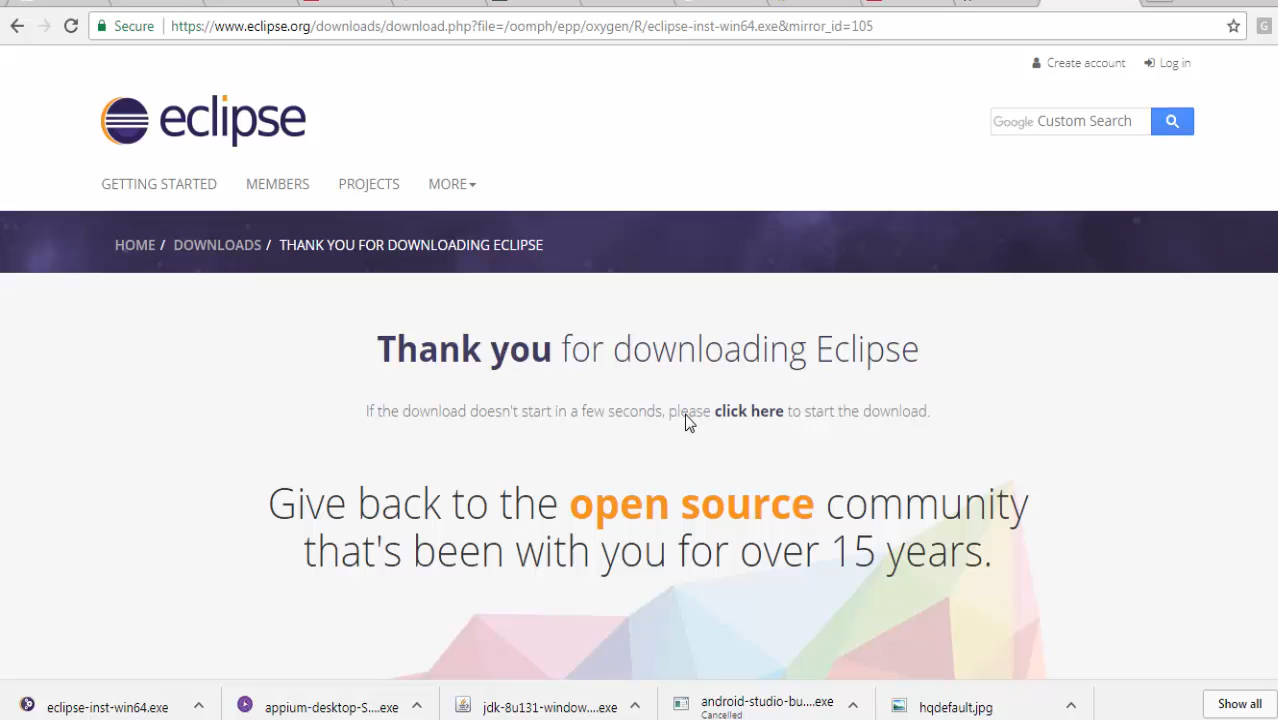 Secure https://www.eclipse.org/downloads/download.php?file=/oomph/epp/oxygen/R/eclipse-inst-win64.exe&mirror_id=105
G
Create account Log in
eclipse
Google Custom Search
GETTING STARTED MEMBERS PROJECTS MORE
HOME / DOWNLOADS / THANK YOU FOR DOWNLOADING ECLIPSE
Thank you for downloading Eclipse
If the download doesn't start in a few seconds, please click here to start the download.
Give back to the open source community
that's been with you for over 15 years.
eclipse-inst-win64.exe appium-desktop-S....exe jdk-8u131-window....exe android-studio-bu....exe hqdefault.jpg Show all
Cancelled